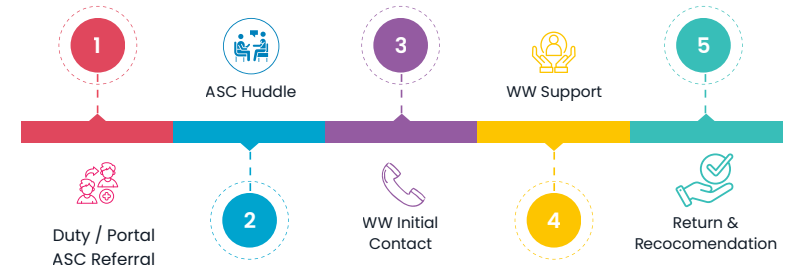 1
Duty / Portal
ASC Referral
ASC Huddle
2
3
WW Initial
Contact
WW Support
4
5
Return &
Recocomendation